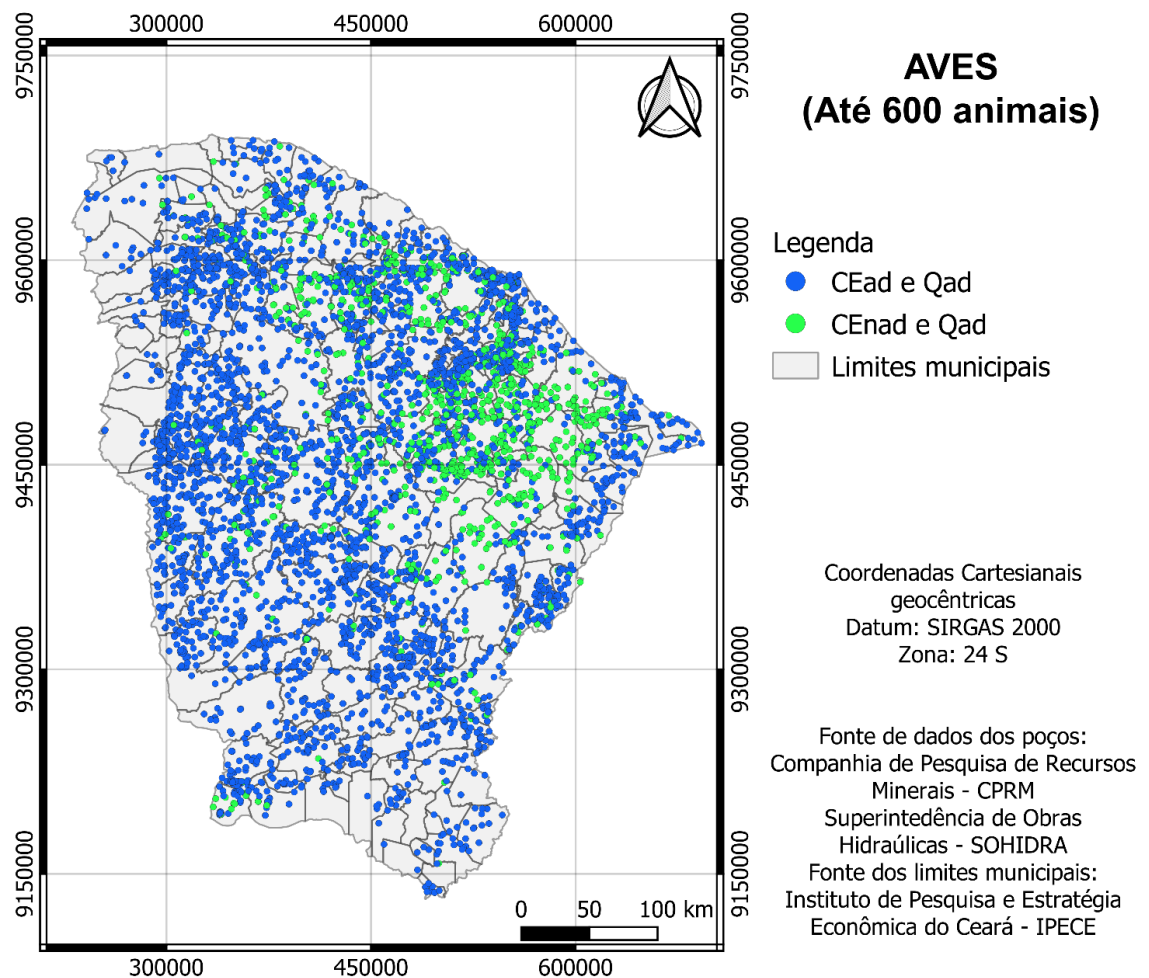 300000 450000 600000
9750000
9600000
9450000
9300000
9150000
9750000
9600000
9450000
9300000
9150000
300000 450000 600000
0 50 100 km
AVES
(Até 600 animais)
Legenda
CEad e Qad
CEnad e Qad
Limites municipais
Coordenadas Cartesianais
geocêntricas
Datum: SIRGAS 2000
Zona: 24 S
Fonte de dados dos poços:
Companhia de Pesquisa de Recursos
Minerais - CPRM
Superintedência de Obras
Hidraúlicas - SOHIDRA
Fonte dos limites municipais:
Instituto de Pesquisa e Estratégia
Econômica do Ceará - IPECE